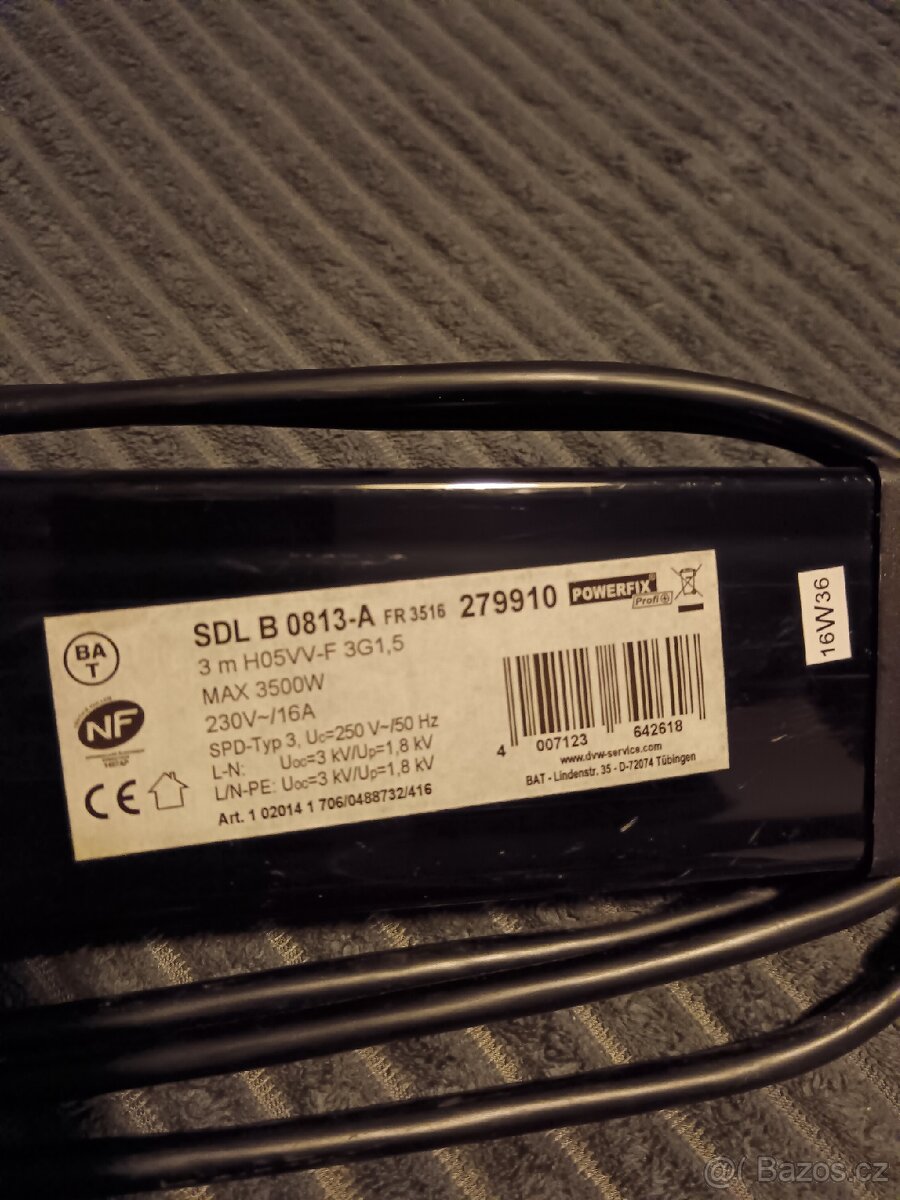 BA
T
NF
CE
SDL B 0813-A FR 3516 279910
POWERFIX®
Profi+
3 m H05VV-F 3G1,5
MAX 3500W
230V~/16A
SPD-Typ 3, Uc=250 V~/50 Hz
L-N: Uoc=3 kV/Up=1,8 kV
L/N-PE: Uoc=3 kV/Up=1,8 kV
Art. 1 02014 1 706/0488732/416
4 007123 642618
www.dvw-service.com
BAT - Lindenstr. 35 - D-72074 Tübingen
16W36
@( Bazos.cz